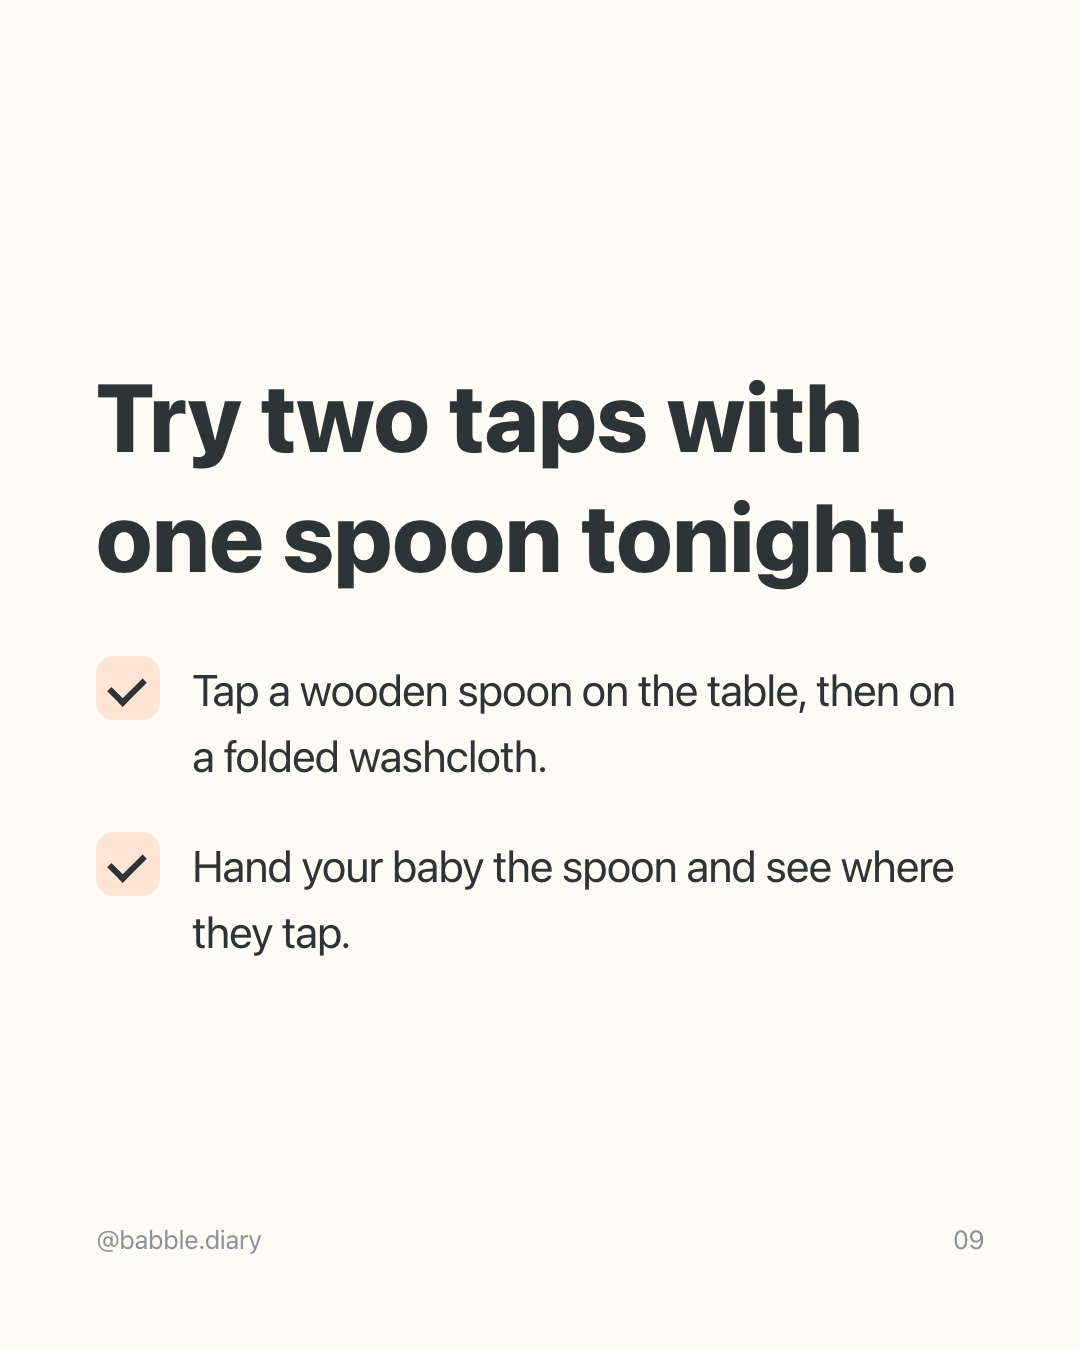 Try two taps with
one spoon tonight.
Tap a wooden spoon on the table, then on
a folded washcloth.
Hand your baby the spoon and see where
they tap.
@babble.diary
09